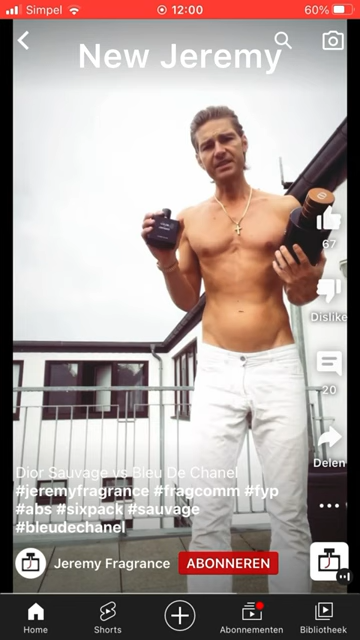 Simpel 12:00 60%
New Jeremy
67
Dislike
20
Delen
Dior Sauvage vs Bleu De Chanel
#jeremyfragrance #fragcomm #fyp
#abs #sixpack #sauvage
#bleudechanel
Jeremy Fragrance ABONNEREN
Home Shorts Abonnementen Bibliotheek